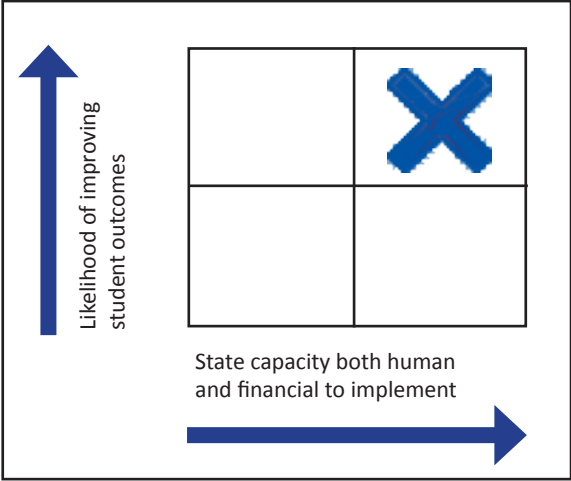 Likelihood of improving
student outcomes
State capacity both human
and financial to implement